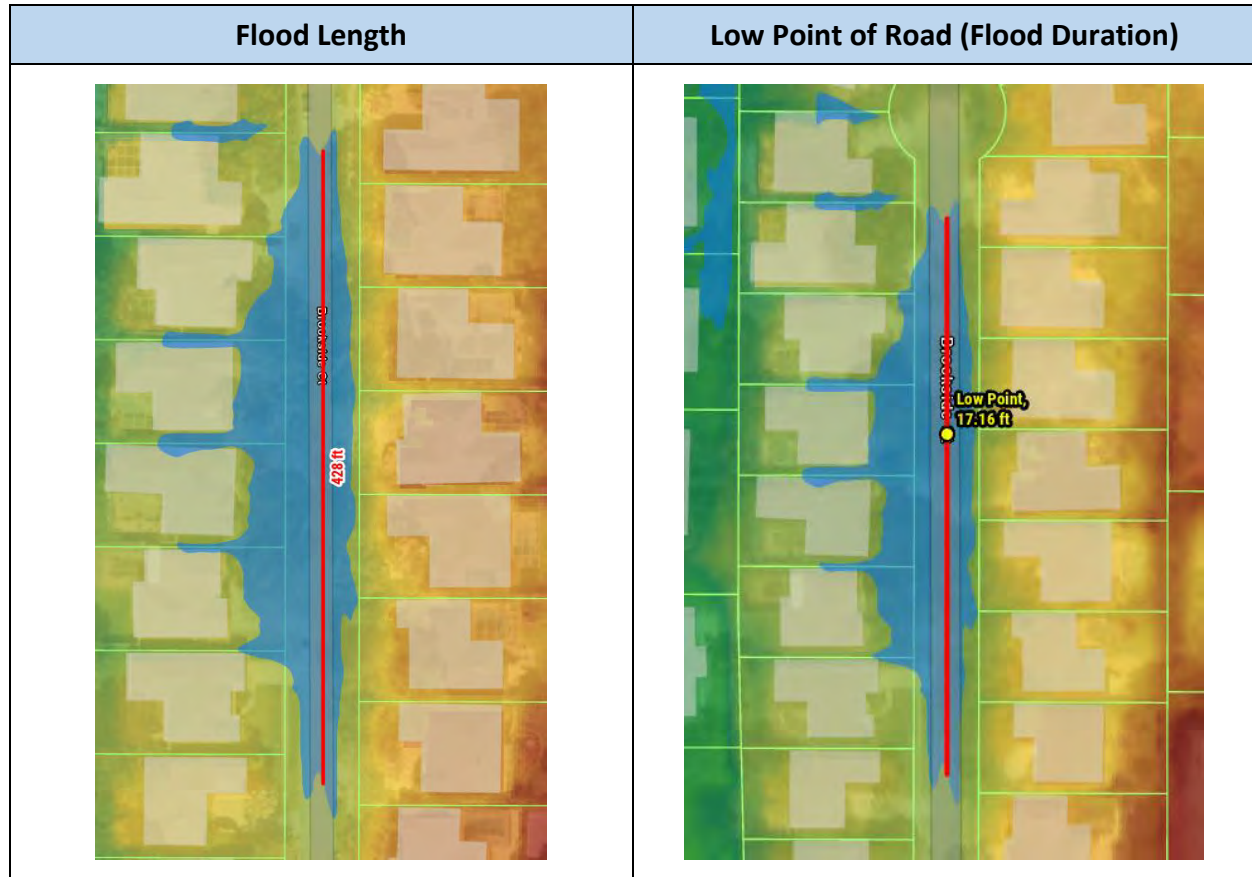 Flood Length
Low Point of Road (Flood Duration)
428 ft
Low Point,
17.16 ft